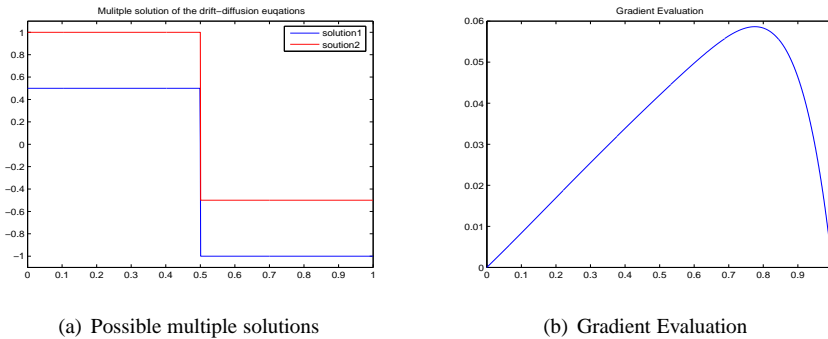 Mulitple solution of the drift−diffusion euqations
solution1
soution2
1
0.8
0.6
0.4
0.2
0
−0.2
−0.4
−0.6
−0.8
−1
0 0.1 0.2 0.3 0.4 0.5 0.6 0.7 0.8 0.9 1
(a) Possible multiple solutions
Gradient Evaluation
0.06
0.05
0.04
0.03
0.02
0.01
0
0 0.1 0.2 0.3 0.4 0.5 0.6 0.7 0.8 0.9
(b) Gradient Evaluation